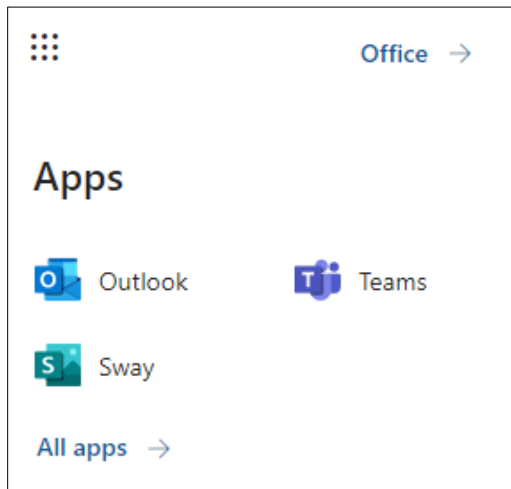 Office →
Apps
Outlook
Teams
Sway
All apps →